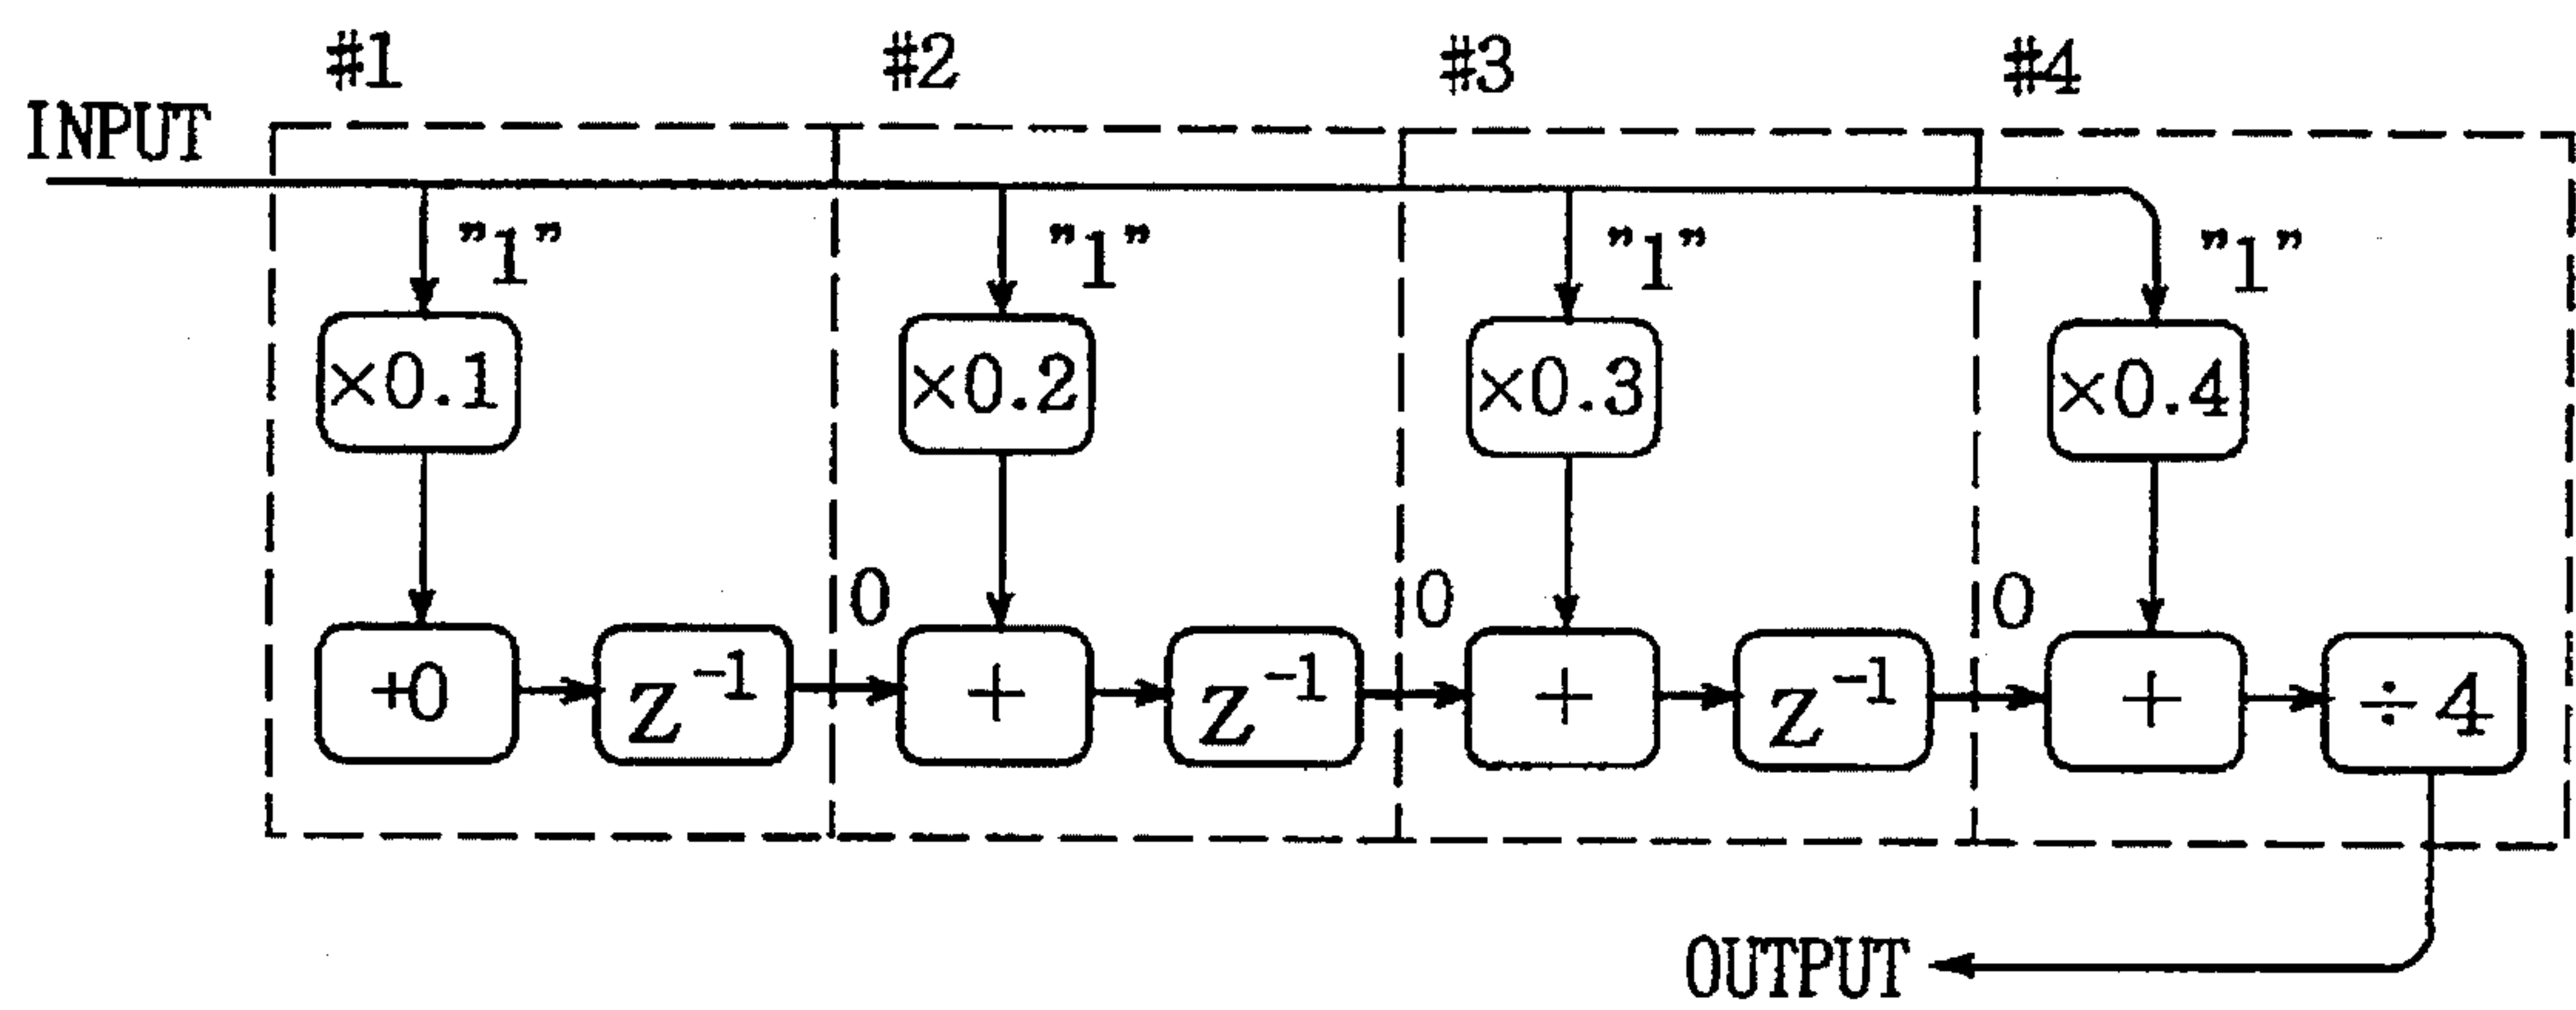 #1 #2 #3 #4
INPUT
"1" "1" "1" "1"
×0.1 ×0.2 ×0.3 ×0.4
0 0 0
+0 z⁻¹ + z⁻¹ + z⁻¹ + ÷4
OUTPUT